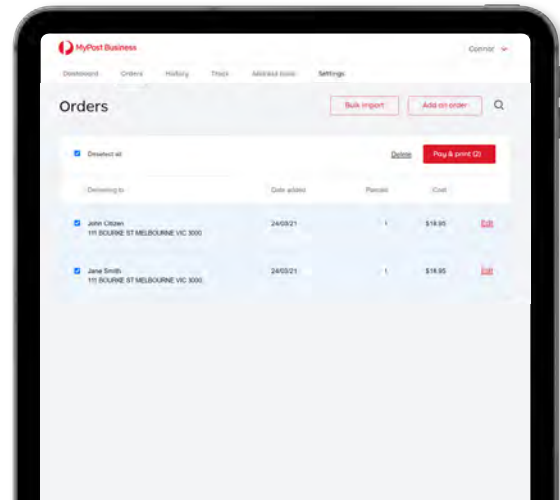 MyPost Business
Connor
Dashboard Orders History Track Address book Settings
Orders
Bulk import
Add an order
Deselect all
Delete
Pay & print (2)
Delivering to Date added Parcels Cost
John Citizen 24/03/21 1 $18.95 Edit
111 BOURKE ST MELBOURNE VIC 3000
Jane Smith 24/03/21 1 $18.95 Edit
111 BOURKE ST MELBOURNE VIC 3000